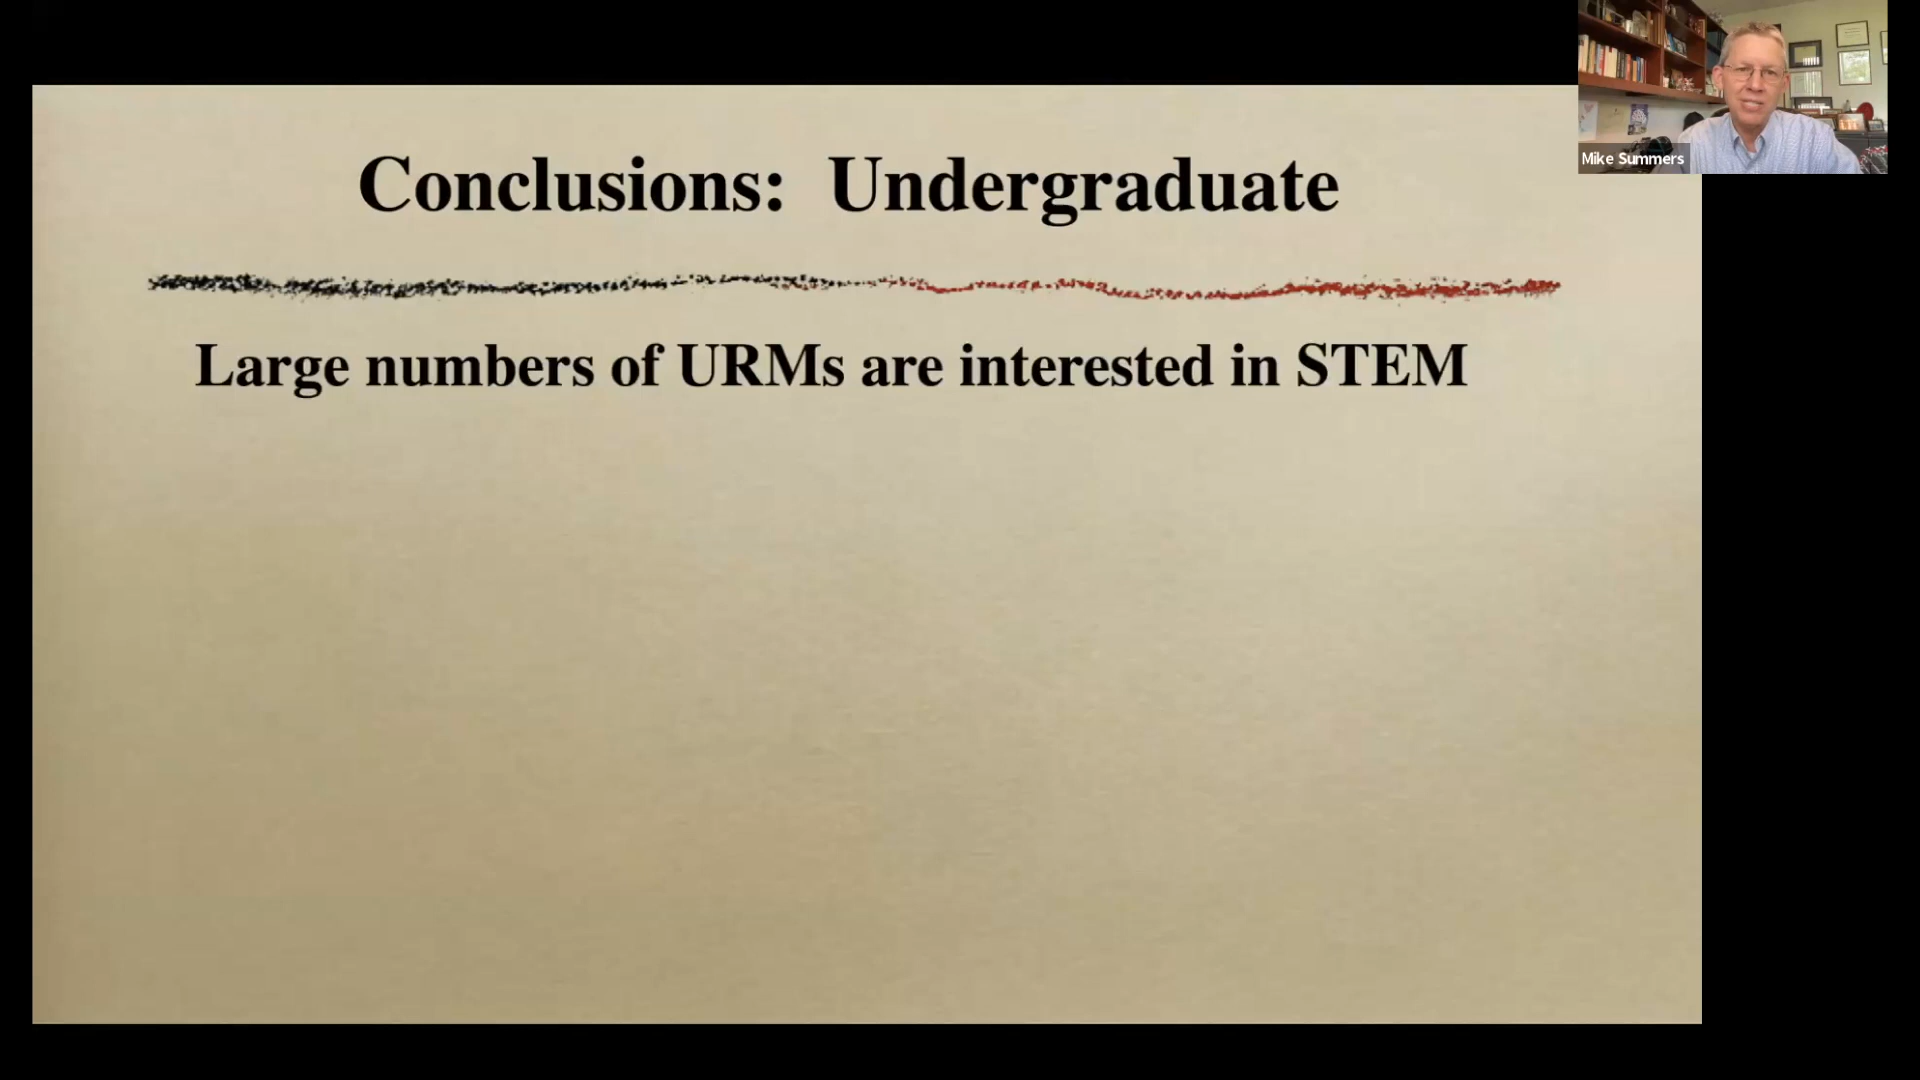 Conclusions: Undergraduate
Large numbers of URMs are interested in STEM
Mike Summers